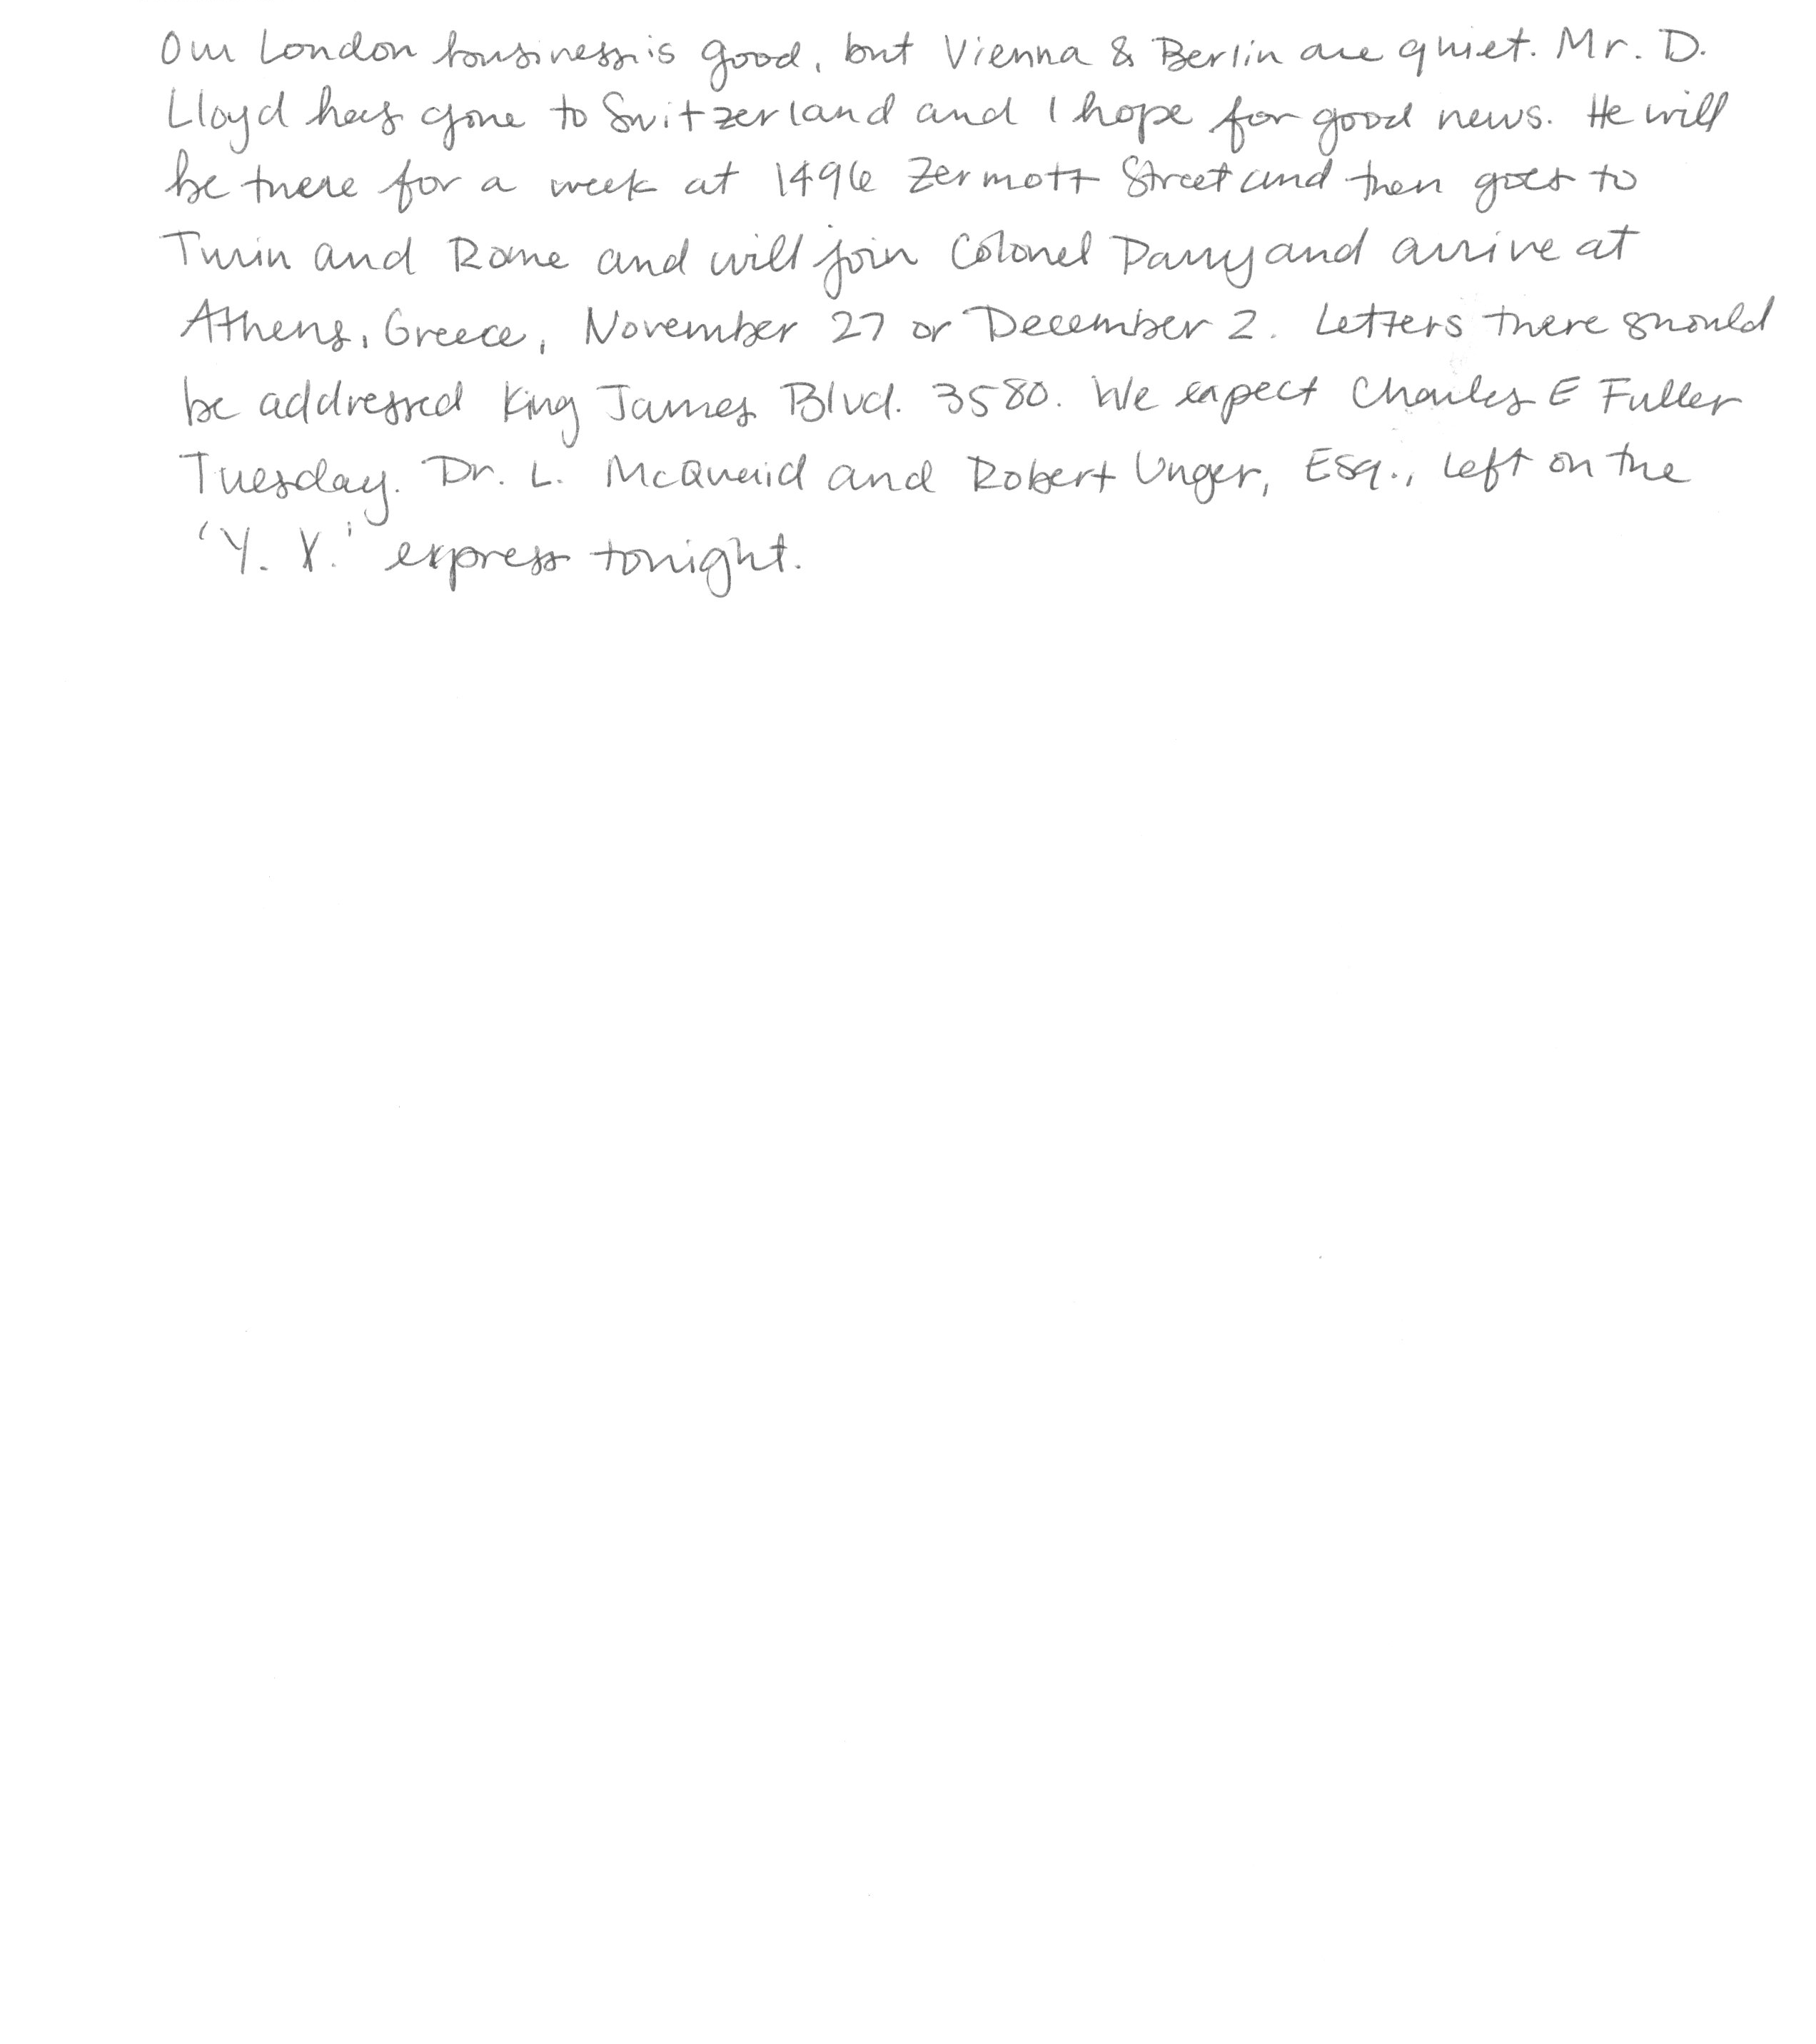 Our London business is good, but Vienna & Berlin are quiet. Mr. D.
Lloyd has gone to Switzerland and I hope for good news. He will
be there for a week at 1496 Zermott Street and then goes to
Turin and Rome and will join Colonel Parry and arrive at
Athens, Greece, November 27 or December 2. Letters there should
be addressed King James Blvd. 3580. We expect Charles E Fuller
Tuesday. Dr. L. McQuaid and Robert Unger, Esq., left on the
'Y. X.' express tonight.